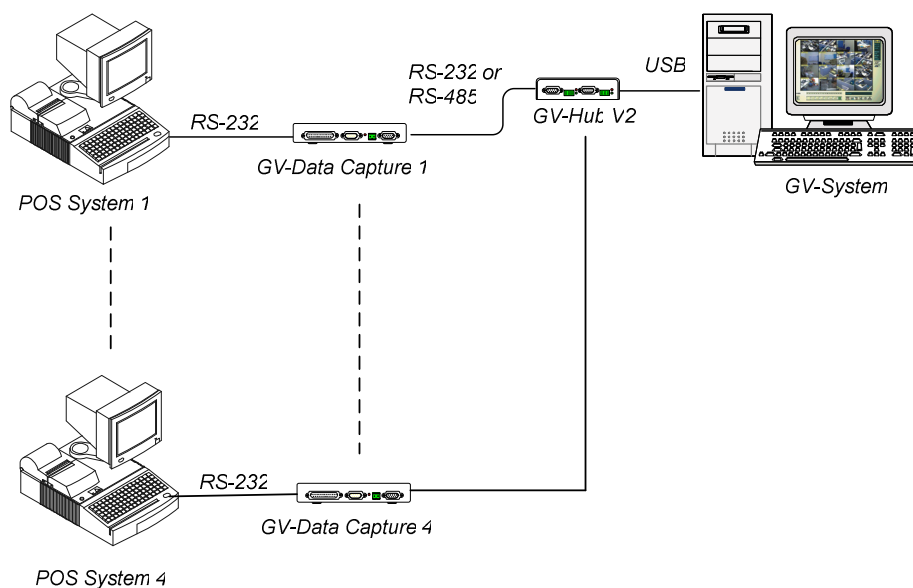 RS-232 or
RS-485
USB
RS-232
GV-Hub V2
GV-Data Capture 1
GV-System
POS System 1
RS-232
GV-Data Capture 4
POS System 4